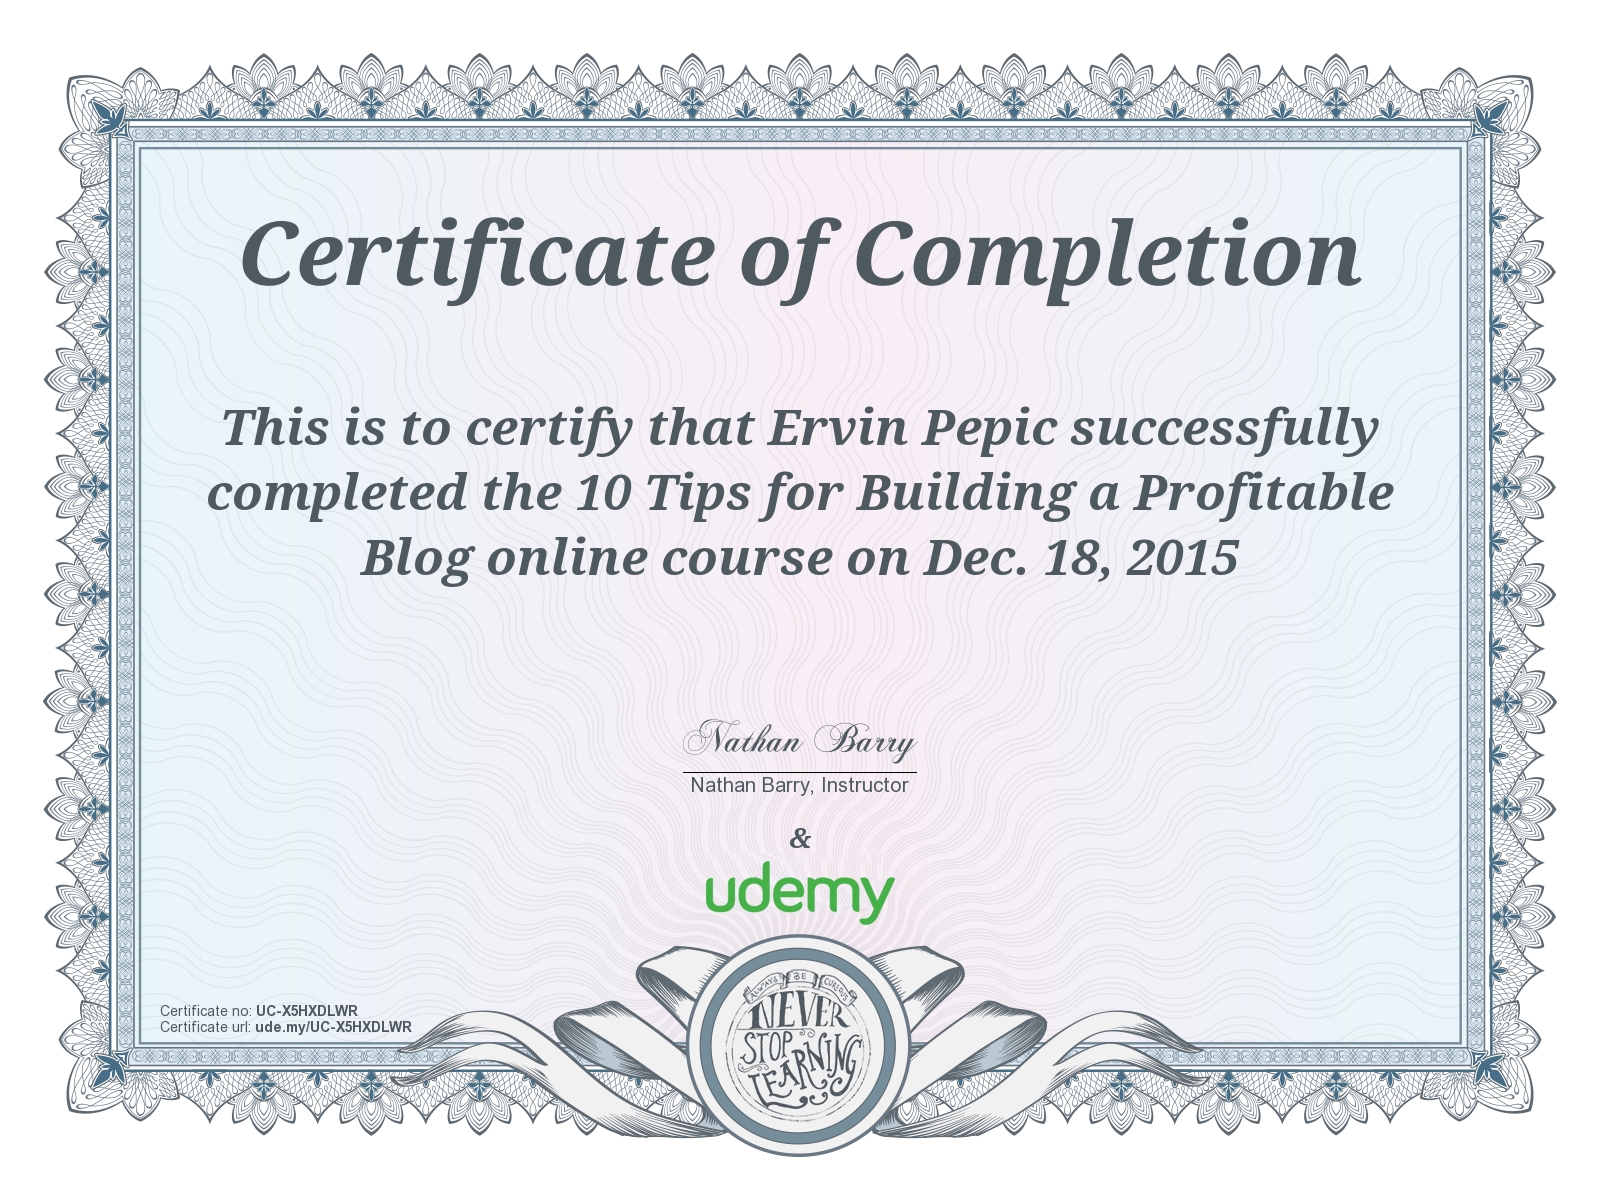 Certificate of Completion
This is to certify that Ervin Pepic successfully
completed the 10 Tips for Building a Profitable
Blog online course on Dec. 18, 2015
Nathan Barry
Nathan Barry, Instructor
&
udemy
Certificate no: UC-X5HXDLWR
Certificate url: ude.my/UC-X5HXDLWR
ALWAYS BE CURIOUS
NEVER
STOP
LEARNING